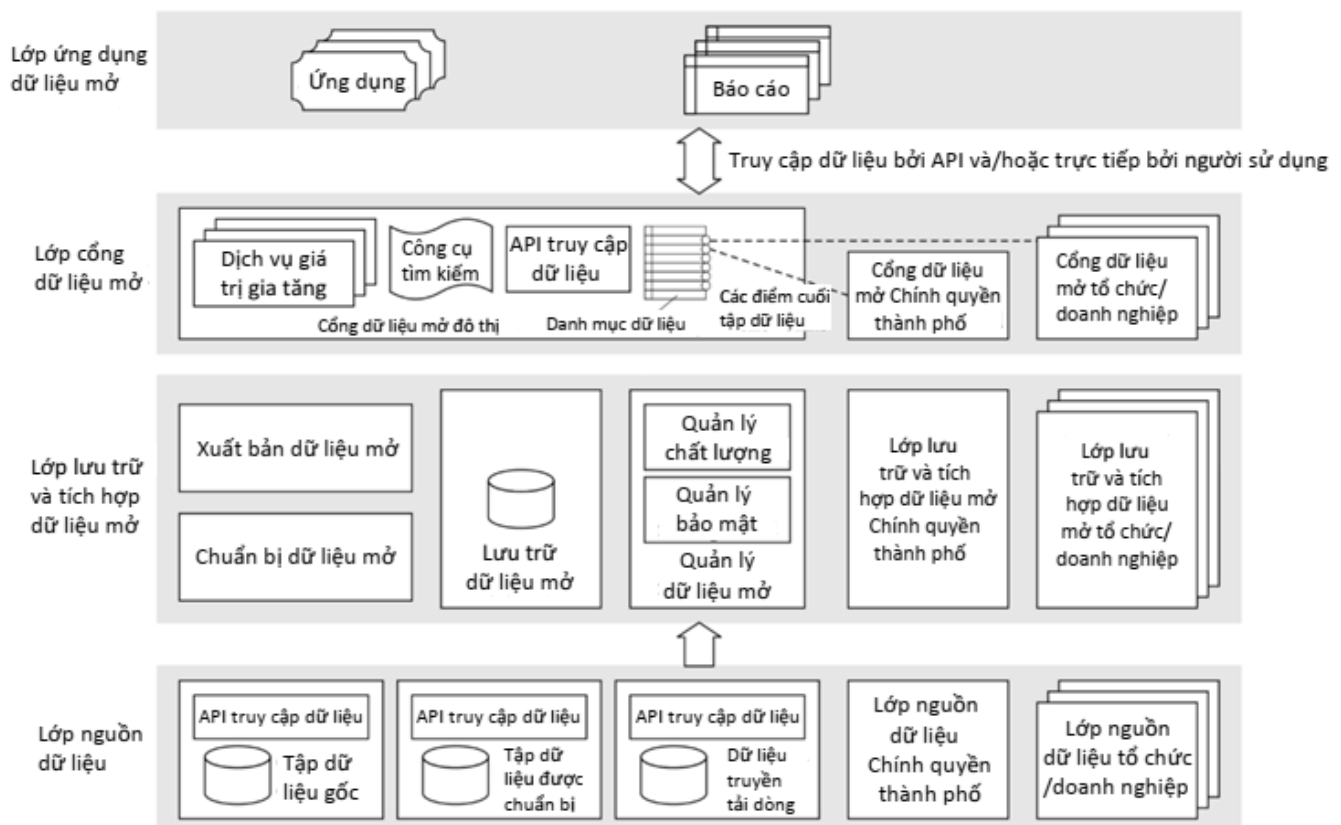 Lớp ứng dụng
dữ liệu mở
Ứng dụng
Báo cáo
Truy cập dữ liệu bởi API và/hoặc trực tiếp bởi người sử dụng
Lớp cổng
dữ liệu mở
Dịch vụ giá
trị gia tăng
Công cụ
tìm kiếm
API truy cập
dữ liệu
Cổng dữ liệu mở đô thị
Danh mục dữ liệu
Các điểm cuối
tập dữ liệu
Cổng dữ liệu
mở Chính quyền
thành phố
Cổng dữ liệu
mở tổ chức/
doanh nghiệp
Lớp lưu trữ
và tích hợp
dữ liệu mở
Xuất bản dữ liệu mở
Chuẩn bị dữ liệu mở
Lưu trữ
dữ liệu mở
Quản lý
chất lượng
Quản lý
bảo mật
Quản lý
dữ liệu mở
Lớp lưu
trữ và tích
hợp dữ liệu mở
Chính quyền
thành phố
Lớp lưu
trữ và tích
hợp dữ liệu
mở tổ chức/
doanh nghiệp
Lớp nguồn
dữ liệu
API truy cập dữ liệu
Tập dữ
liệu gốc
API truy cập dữ liệu
Tập dữ
liệu được
chuẩn bị
API truy cập dữ liệu
Dữ liệu
truyền
tải dòng
Lớp nguồn
dữ liệu
Chính quyền
thành phố
Lớp nguồn
dữ liệu tổ chức
/doanh nghiệp